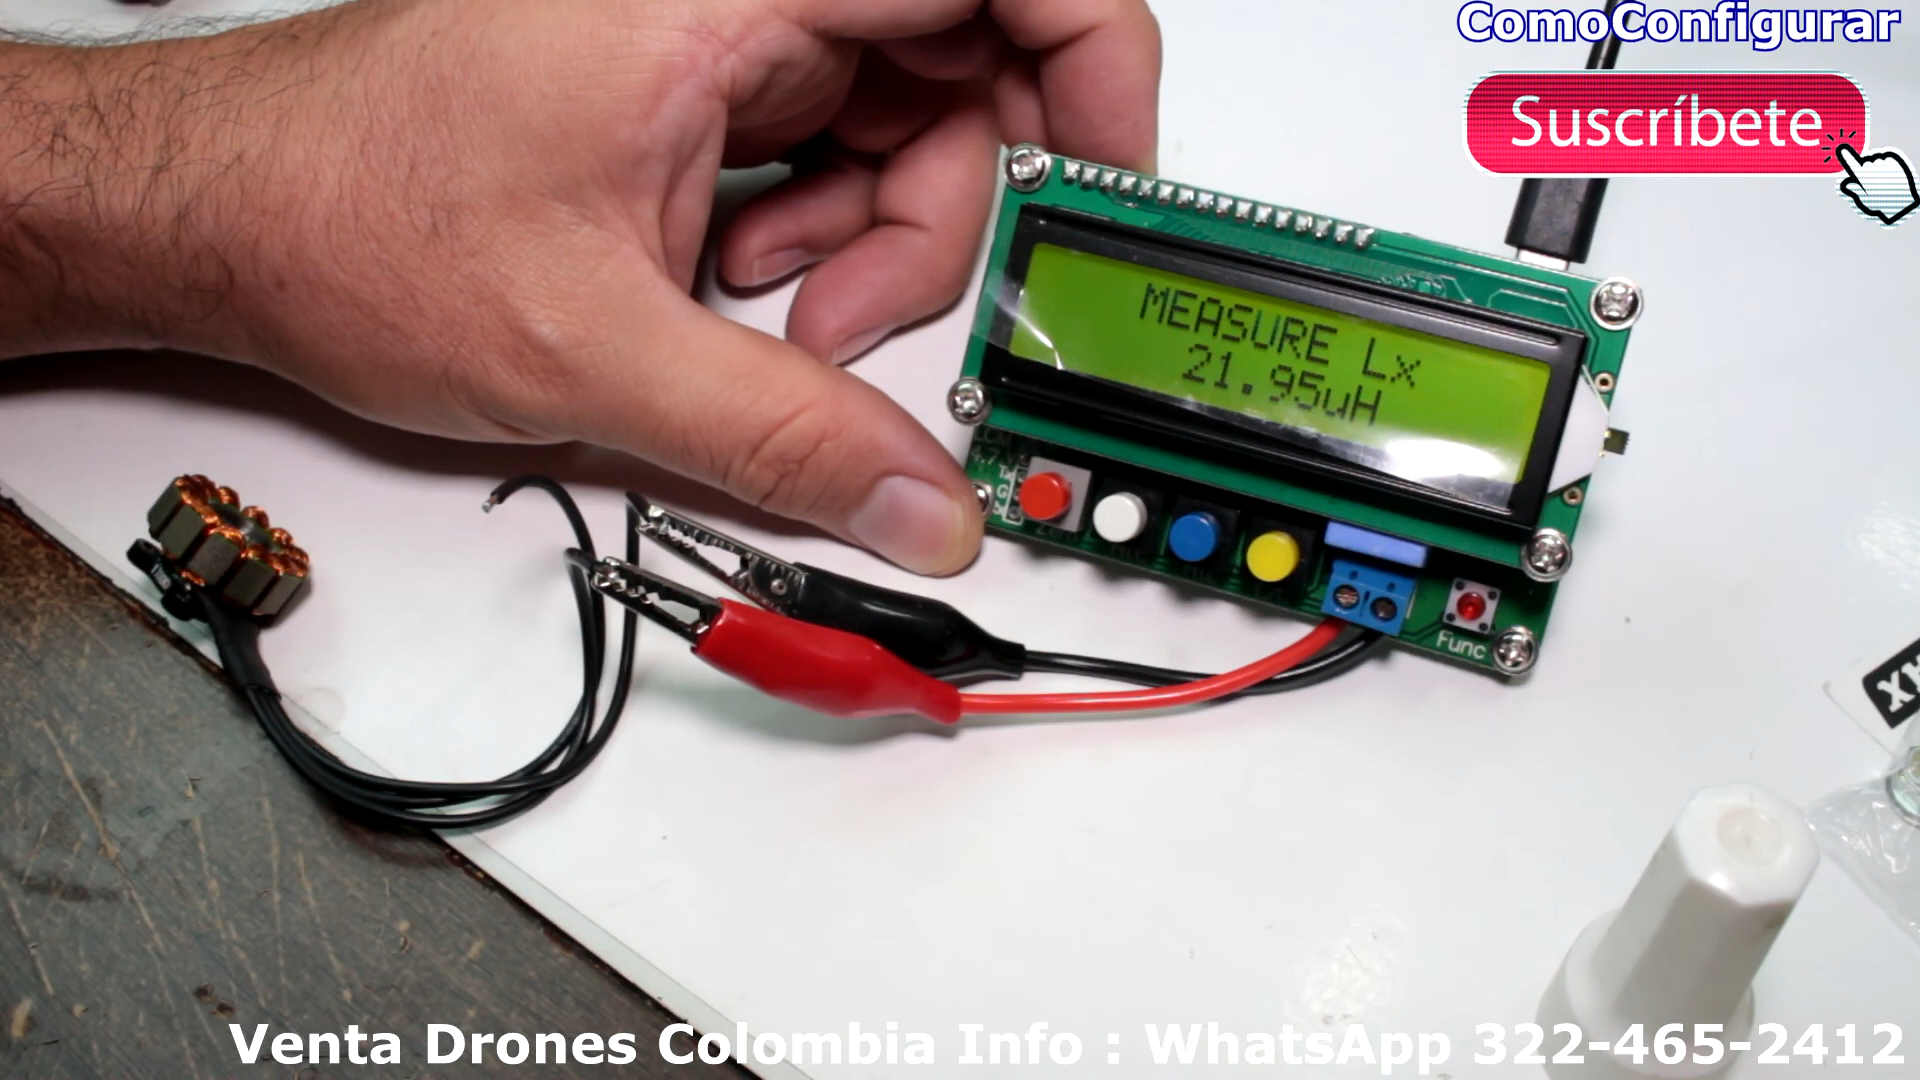 ComoConfigurar
Suscríbete
MEASURE Lx
21.95uH
Func
Venta Drones Colombia Info : WhatsApp 322-465-2412